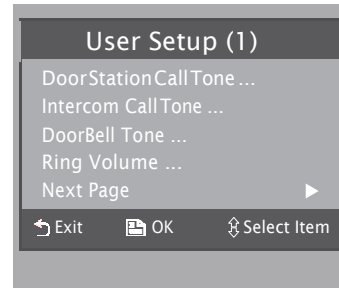 User Setup (1)
DoorStation CallTone ...
Intercom CallTone ...
DoorBell Tone ...
Ring Volume ...
Next Page
Exit OK Select Item